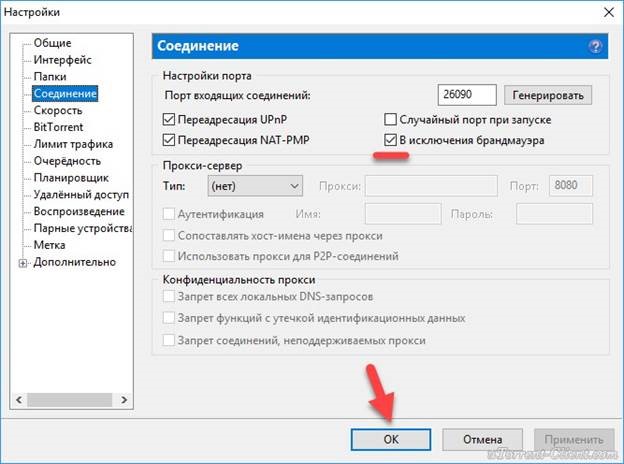 Настройки
Общие
Интерфейс
Папки
Соединение
Скорость
BitTorrent
Лимит трафика
Очерёдность
Планировщик
Удалённый доступ
Воспроизведение
Парные устройства
Метка
Дополнительно
Соединение
Настройки порта
Порт входящих соединений: 26090 Генерировать
Переадресация UPnP Случайный порт при запуске
Переадресация NAT-PMP В исключения брандмауэра
Прокси-сервер
Тип: (нет) Прокси: Порт: 8080
Аутентификация Имя: Пароль:
Сопоставлять хост-имена через прокси
Использовать прокси для P2P-соединений
Конфиденциальность прокси
Запрет всех локальных DNS-запросов
Запрет функций с утечкой идентификационных данных
Запрет соединений, неподдерживаемых прокси
OK Отмена Применить
uTorrent-Client.com